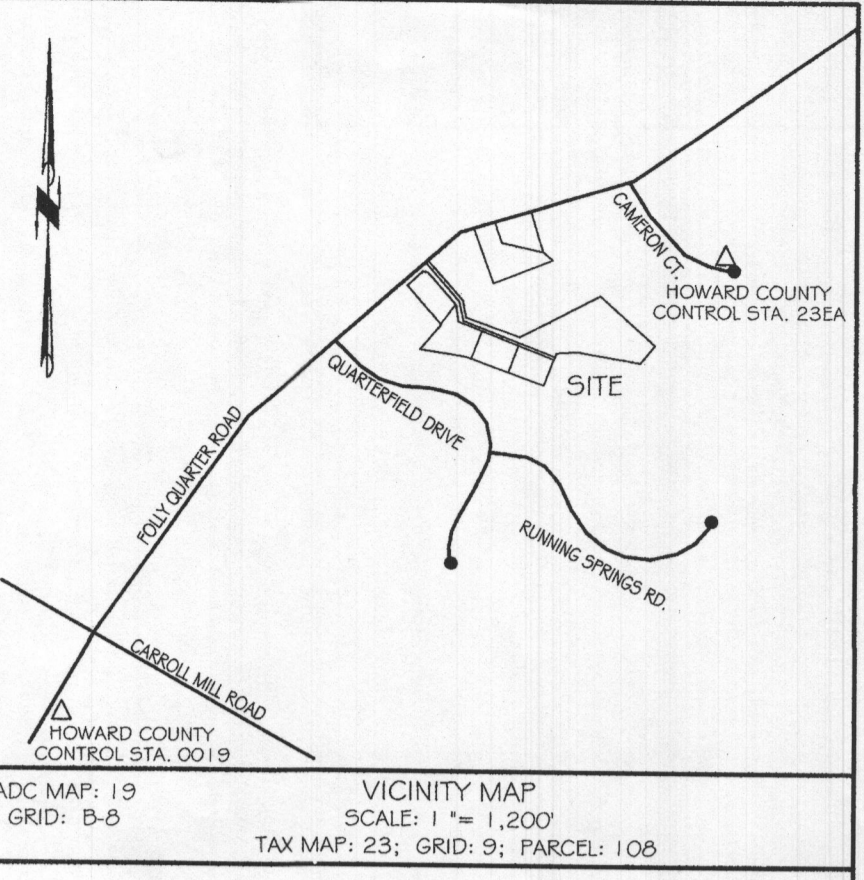 CAMERON CT.
HOWARD COUNTY
CONTROL STA. 23EA
SITE
QUARTERFIELD DRIVE
FOLLY QUARTER ROAD
RUNNING SPRINGS RD.
CARROLL MILL ROAD
HOWARD COUNTY
CONTROL STA. 0019
ADC MAP: 19
GRID: B-8
VICINITY MAP
SCALE: 1 "= 1,200'
TAX MAP: 23; GRID: 9; PARCEL: 108